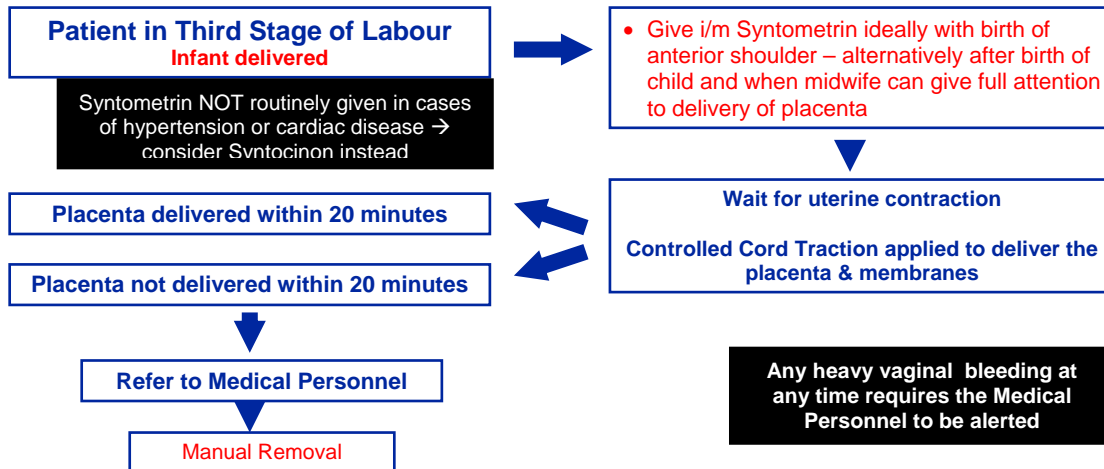 Patient in Third Stage of Labour
Infant delivered
Syntometrin NOT routinely given in cases
of hypertension or cardiac disease →
consider Syntocinon instead
• Give i/m Syntometrin ideally with birth of
anterior shoulder – alternatively after birth of
child and when midwife can give full attention
to delivery of placenta
Wait for uterine contraction
Controlled Cord Traction applied to deliver the
placenta & membranes
Placenta delivered within 20 minutes
Placenta not delivered within 20 minutes
Refer to Medical Personnel
Manual Removal
Any heavy vaginal bleeding at
any time requires the Medical
Personnel to be alerted